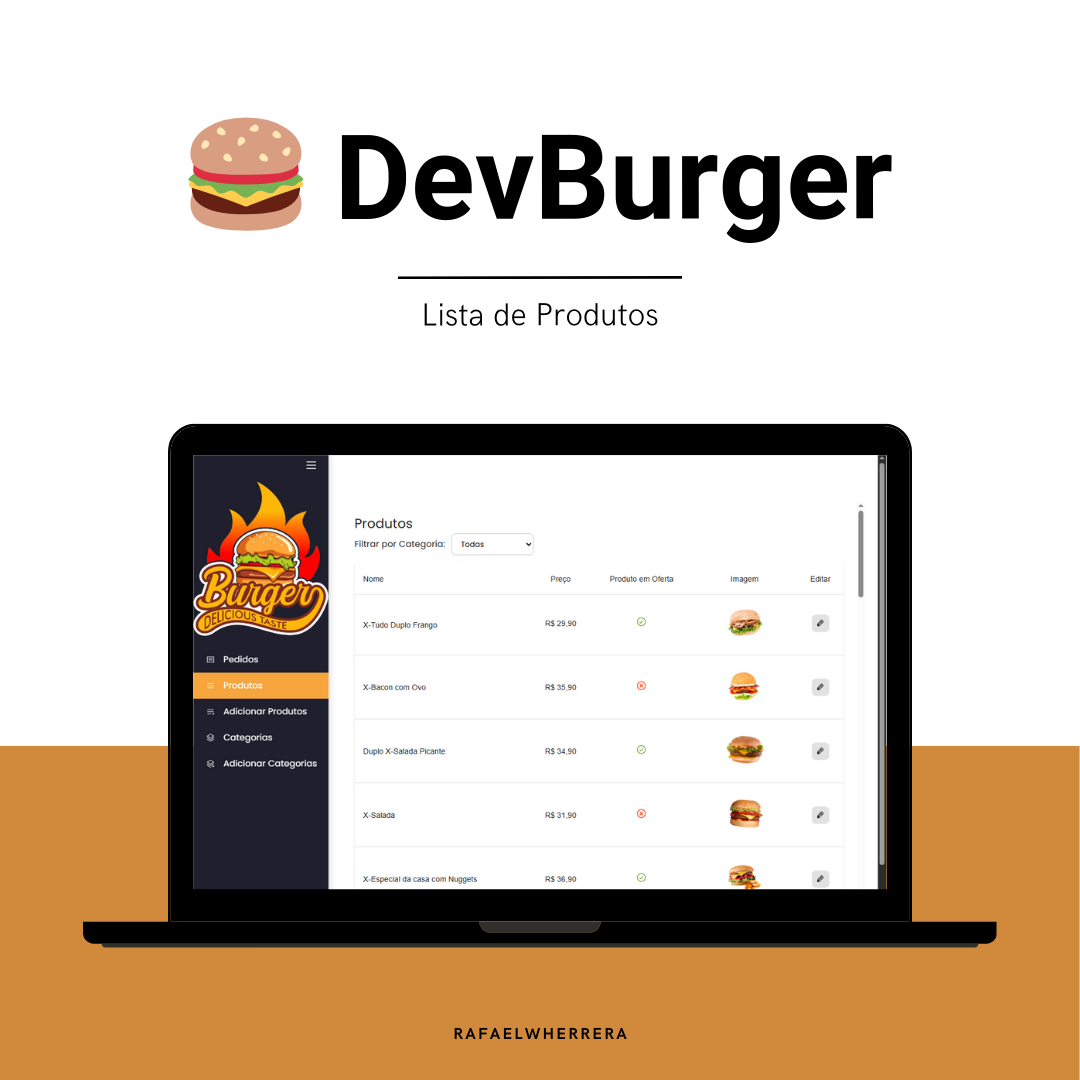 DevBurger
Lista de Produtos
Burger
DELICIOUS TASTE
Pedidos
Produtos
Adicionar Produtos
Categorias
Adicionar Categorias
Produtos
Filtrar por Categoria: Todas
Nome Preço Produto em Oferta Imagem Editar
X-Tudo Duplo Frango R$ 29,90
X-Bacon com Ovo R$ 35,90
Duplo X-Salada Picante R$ 34,90
X-Salada R$ 31,90
X-Especial da casa com Nuggets R$ 36,90
RAFAELWHERRERA